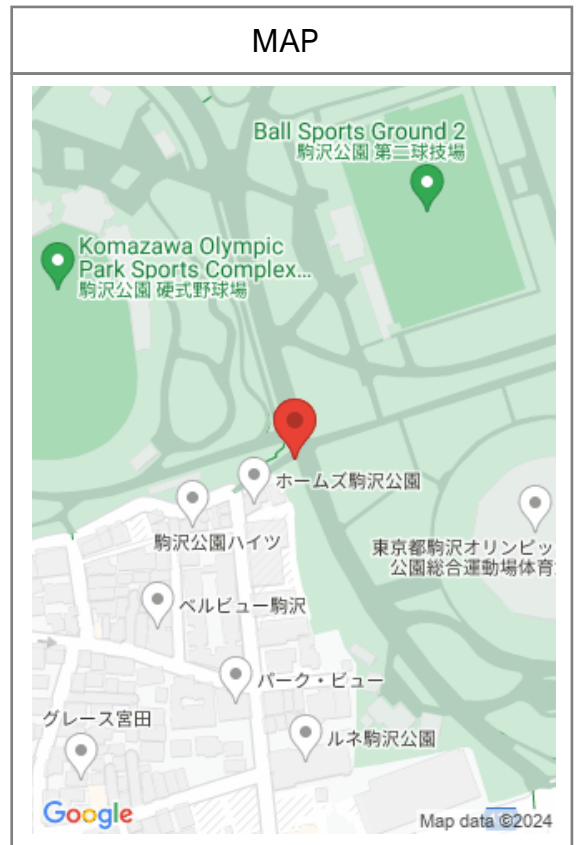 MAP
Ball Sports Ground 2
駒沢公園 第二球技場
Komazawa Olympic
Park Sports Complex...
駒沢公園 硬式野球場
ホームズ駒沢公園
駒沢公園ハイツ
東京都駒沢オリンピッ
公園総合運動場体育
ベルビュー駒沢
パーク・ビュー
グレース宮田
ルネ駒沢公園
Google
Map data ©2024